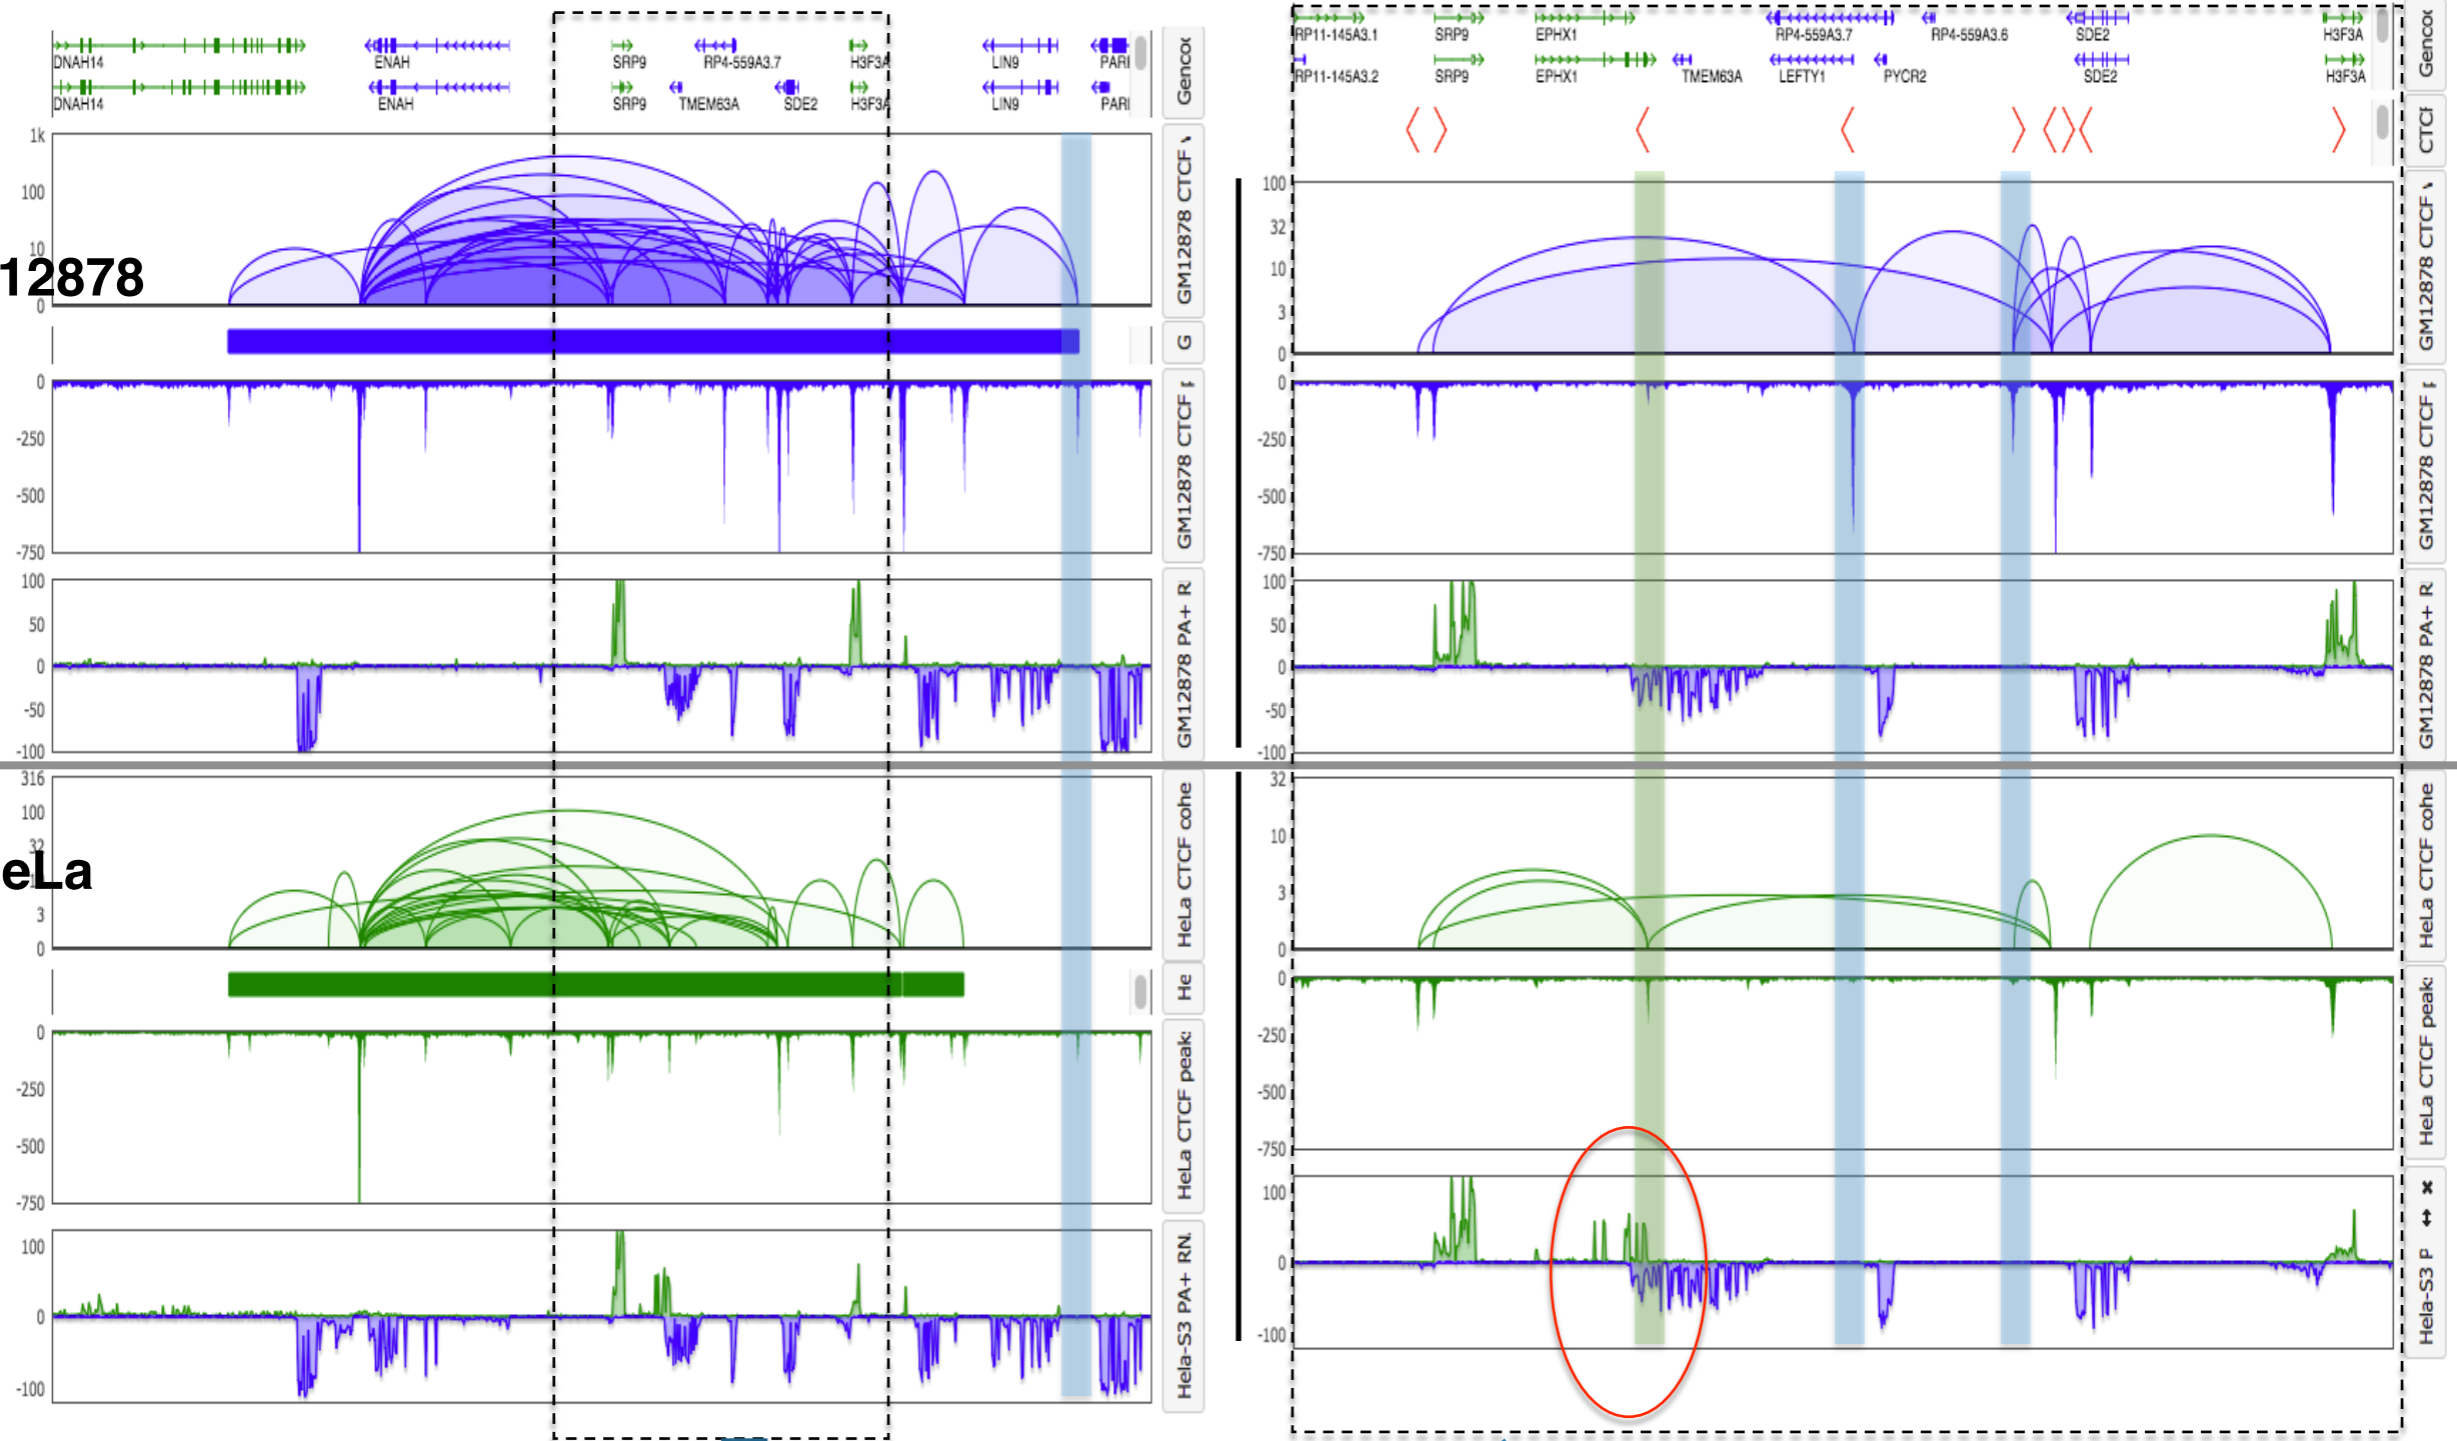 DNAH14 ENAH SRP9 RP4-559A3.7 H3F3A LIN9 PARI
DNAH14 ENAH SRP9 TMEM63A SDE2 H3F3A LIN9 PARI
Gencoc
1k
100
10
0
12878
GM12878 CTCF
G
0
-250
-500
-750
GM12878 CTCF
100
50
0
-50
-100
GM12878 PA+ R
316
100
32
3
0
eLa
HeLa CTCF cohe
He
0
-250
-500
-750
HeLa CTCF peak:
100
0
-100
Hela-S3 PA+ RN.
RP11-145A3.1 SRP9 EPHX1 RP4-559A3.7 RP4-559A3.6 SDE2 H3F3A
RP11-145A3.2 SRP9 EPHX1 TMEM63A LEFTY1 PYCR2 SDE2 H3F3A
Gencoc
CTCF
100
32
10
3
0
GM12878 CTCF
0
-250
-500
-750
GM12878 CTCF
100
50
0
-50
-100
GM12878 PA+ R
32
10
3
0
HeLa CTCF cohe
0
-250
-500
-750
HeLa CTCF peak:
100
0
-100
Hela-S3 P